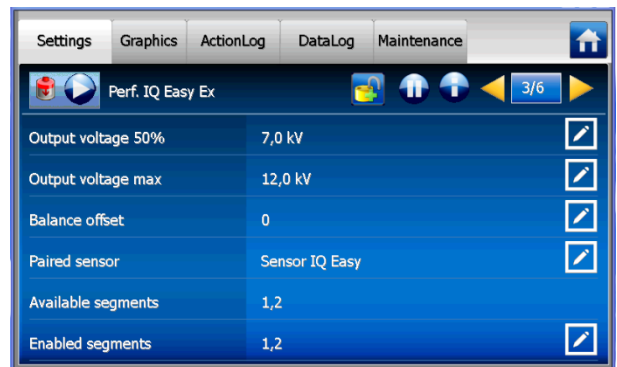 Settings Graphics ActionLog DataLog Maintenance
Perf. IQ Easy Ex 3/6
Output voltage 50% 7,0 kV
Output voltage max 12,0 kV
Balance offset 0
Paired sensor Sensor IQ Easy
Available segments 1,2
Enabled segments 1,2